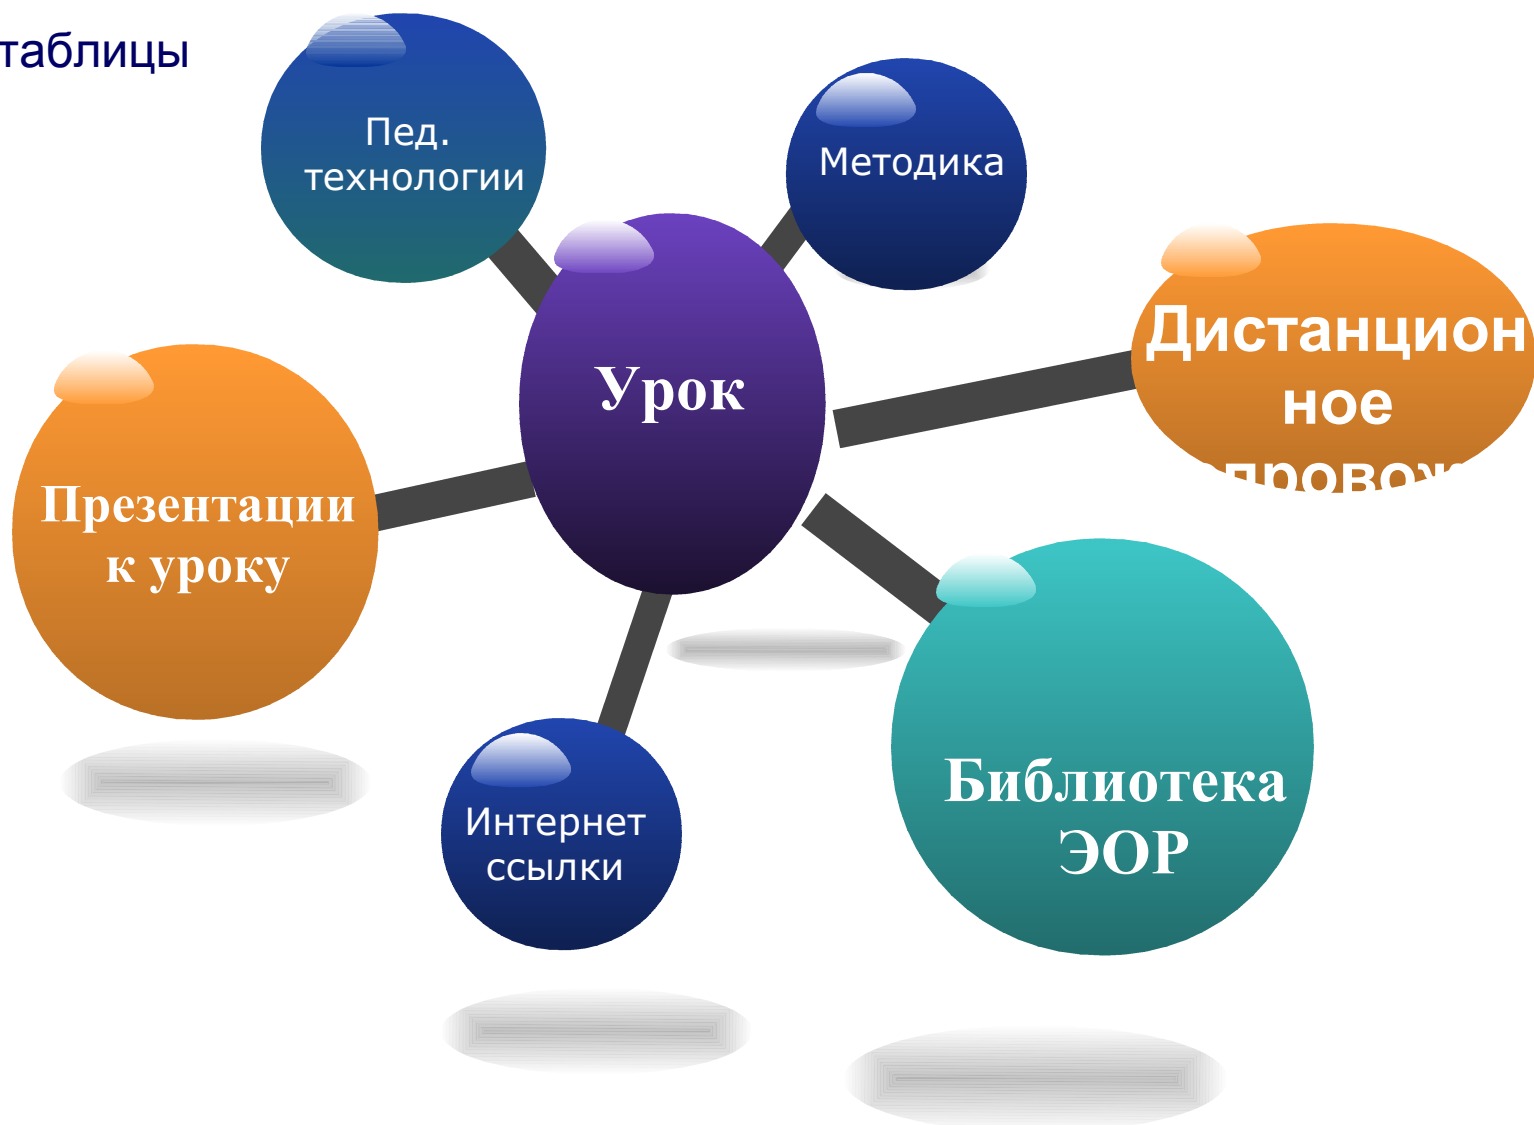 таблицы
Пед.
технологии
Методика
Урок
Дистанцион
ное
Презентации
к уроку
Библиотека
ЭОР
Интернет
ссылки